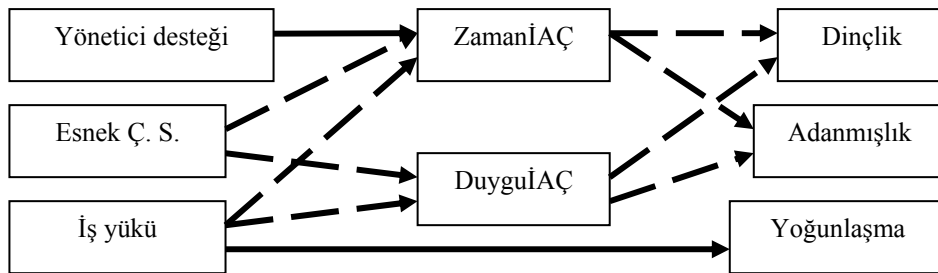 Yönetici desteği
ZamanİAÇ
Dinçlik
Esnek Ç. S.
Adanmışlık
DuyguİAÇ
İş yükü
Yoğunlaşma